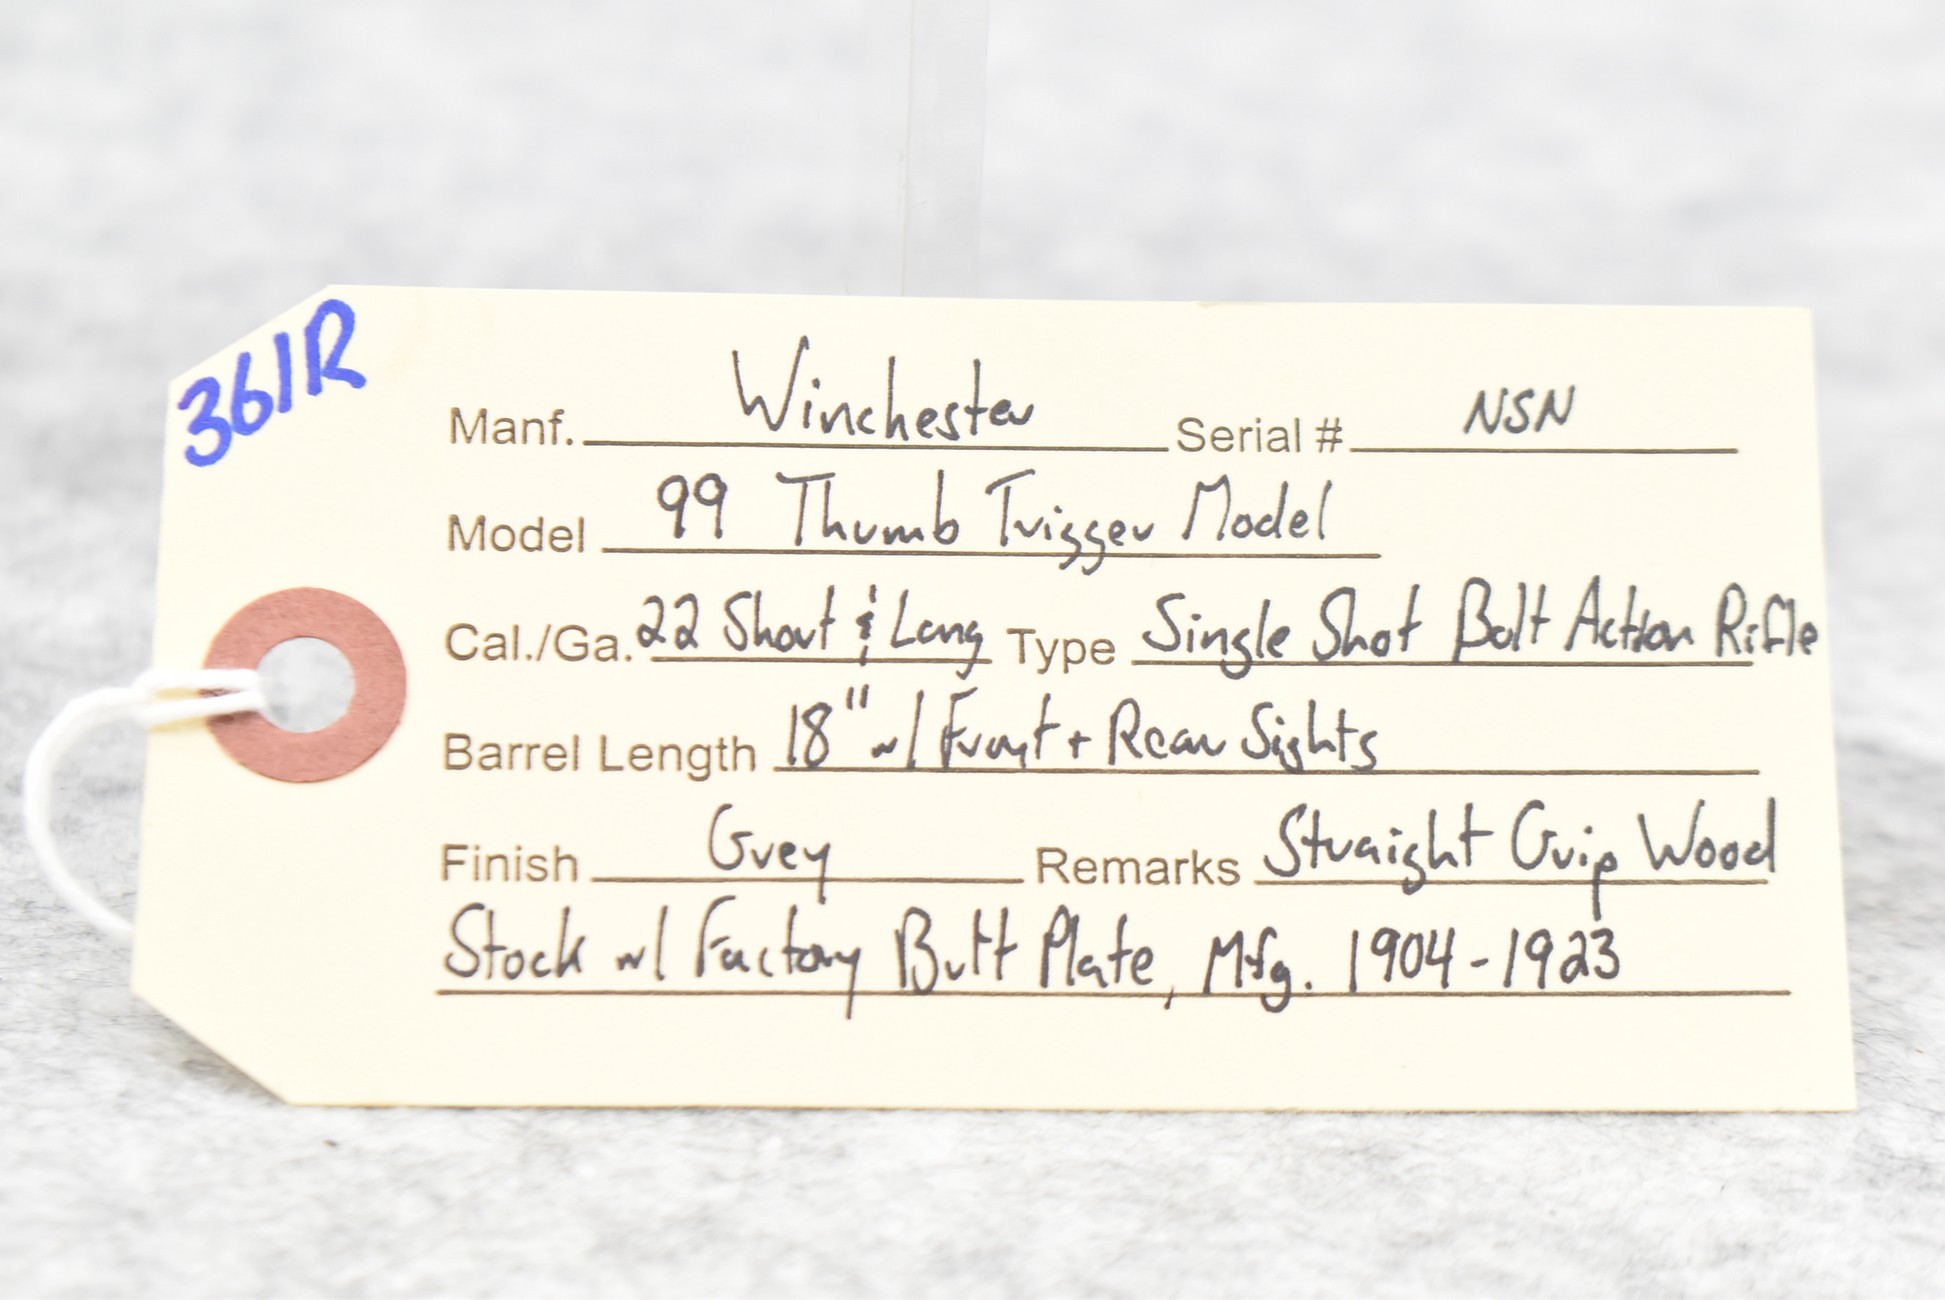 361R
Manf. Winchester Serial # NSN
Model 99 Thumb Trigger Model
Cal./Ga. 22 Short & Long Type Single Shot Bolt Action Rifle
Barrel Length 18" w/ Front + Rear Sights
Finish Grey Remarks Straight Grip Wood
Stock w/ Factory Butt Plate, Mfg. 1904-1923